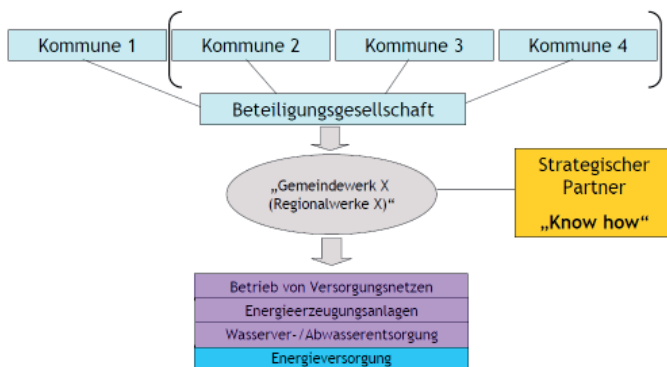 Kommune 1
Kommune 2
Kommune 3
Kommune 4
Beteiligungsgesellschaft
„Gemeindewerk X
(Regionalwerke X)“
Strategischer
Partner
„Know how“
Betrieb von Versorgungsnetzen
Energieerzeugungsanlagen
Wasserver-/Abwasserentsorgung
Energieversorgung